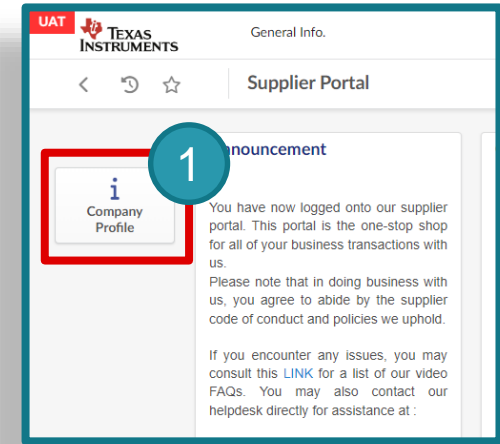 UAT
TEXAS
INSTRUMENTS
General Info.
Supplier Portal
1
nnouncement
i
Company
Profile
You have now logged onto our supplier
portal. This portal is the one-stop shop
for all of your business transactions with
us.
Please note that in doing business with
us, you agree to abide by the supplier
code of conduct and policies we uphold.
If you encounter any issues, you may
consult this LINK for a list of our video
FAQs. You may also contact our
helpdesk directly for assistance at :